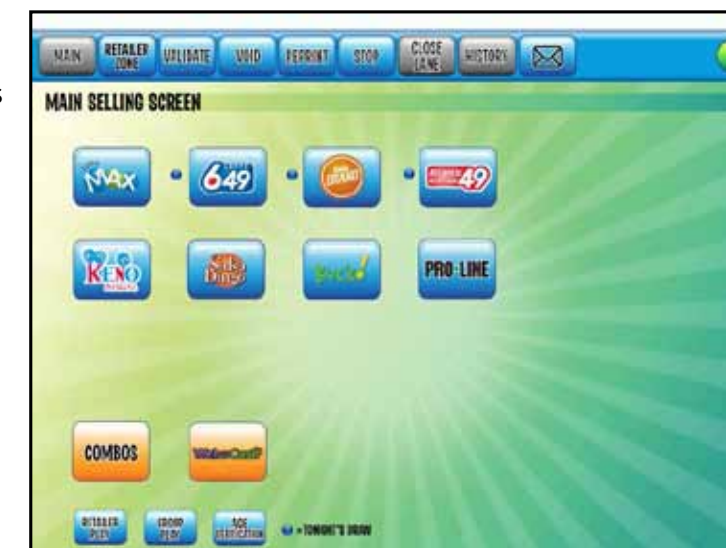 s
MAIN RETAILER ZONE VALIDATE VOID REPRINT STOP CLOSE LANE HISTORY
MAIN SELLING SCREEN
MAX 649 49
KENO PRO·LINE
COMBOS
RETAILER PLAY GROUP PLAY AGE VERIFICATION = TONIGHT'S DRAW